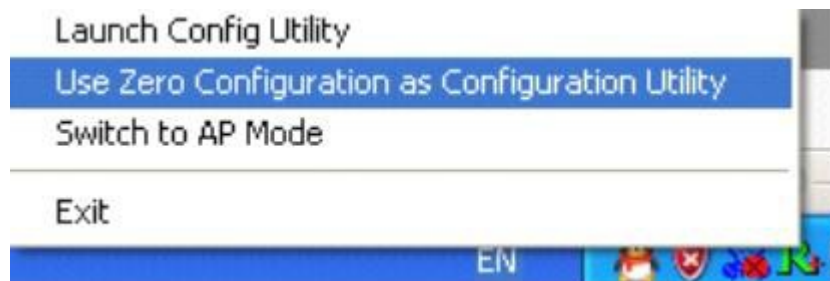 Launch Config Utility
Use Zero Configuration as Configuration Utility
Switch to AP Mode
Exit
EN